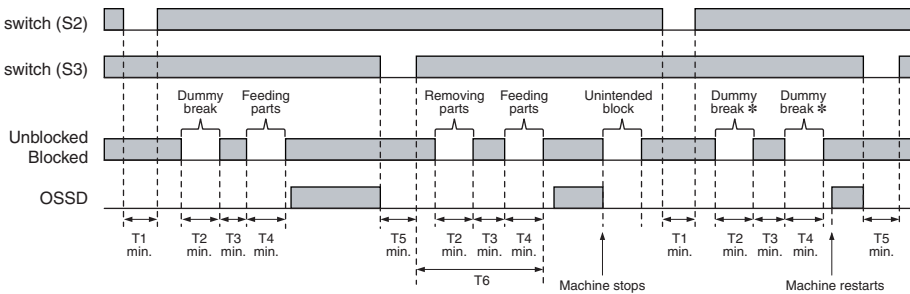 switch (S2)
switch (S3)
Dummy break
Feeding parts
Removing parts
Feeding parts
Unintended block
Dummy break ✻
Dummy break ✻
Unblocked
Blocked
OSSD
T1 min.
T2 min.
T3 min.
T4 min.
T5 min.
T2 min.
T3 min.
T4 min.
T1 min.
T2 min.
T3 min.
T4 min.
T5 min.
T6
Machine stops
Machine restarts